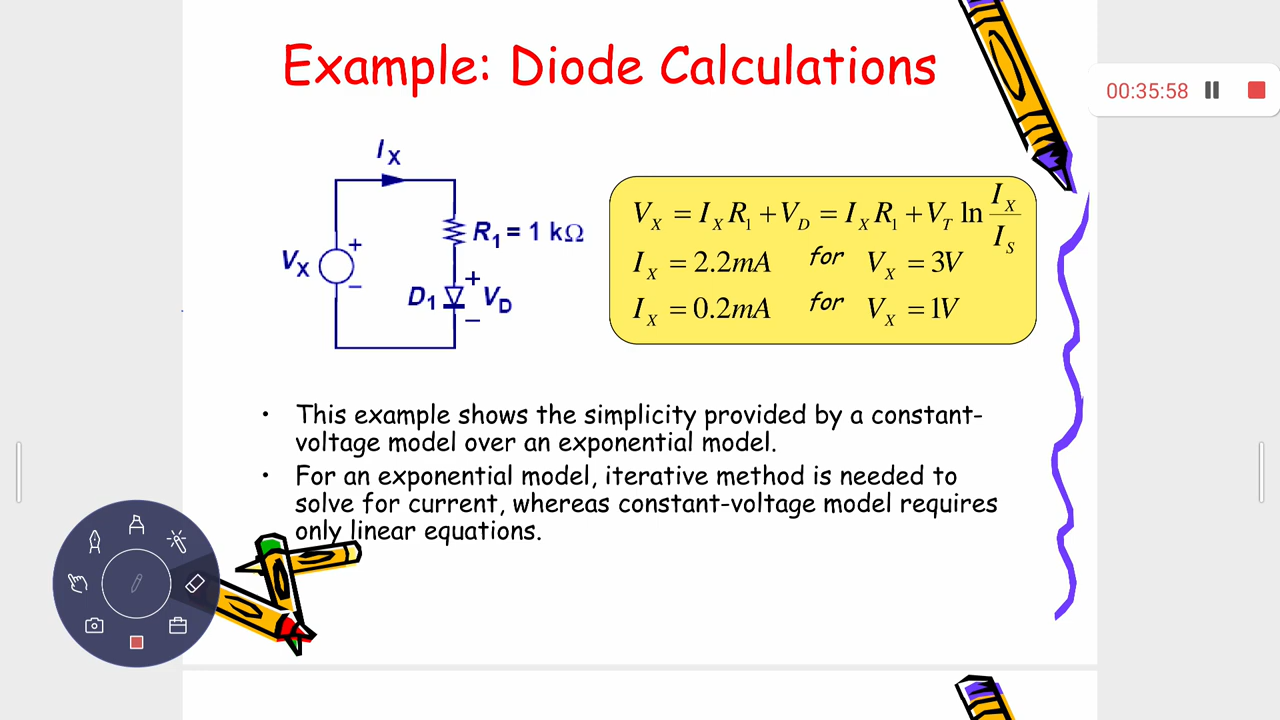 Example: Diode Calculations
00:35:58
I_X
V_X
+
−
R_1 = 1 kΩ
D_1
+
V_D
−
V_X = I_X R_1 + V_D = I_X R_1 + V_T ln I_X / I_S
I_X = 2.2mA for V_X = 3V
I_X = 0.2mA for V_X = 1V
• This example shows the simplicity provided by a constant-
voltage model over an exponential model.
• For an exponential model, iterative method is needed to
solve for current, whereas constant-voltage model requires
only linear equations.